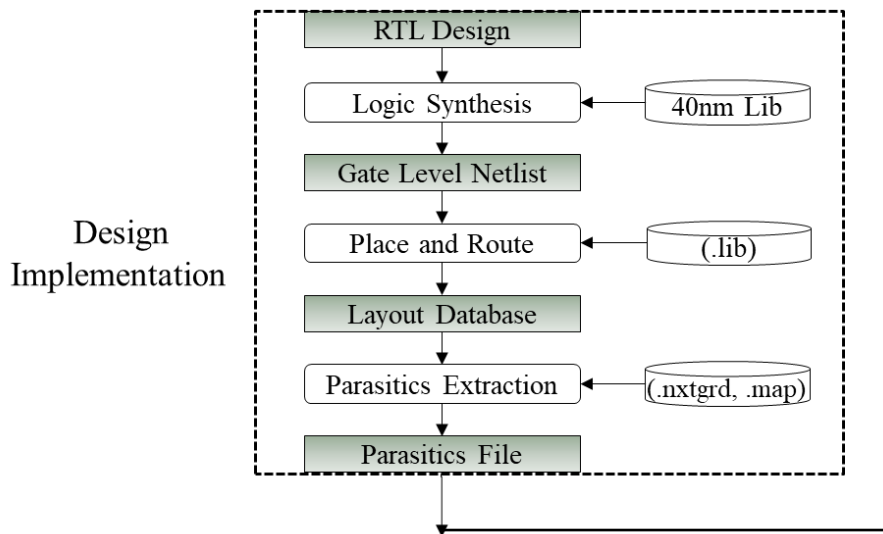 RTL Design
Logic Synthesis
40nm Lib
Gate Level Netlist
Design
Implementation
Place and Route
(.lib)
Layout Database
Parasitics Extraction
(.nxtgrd, .map)
Parasitics File